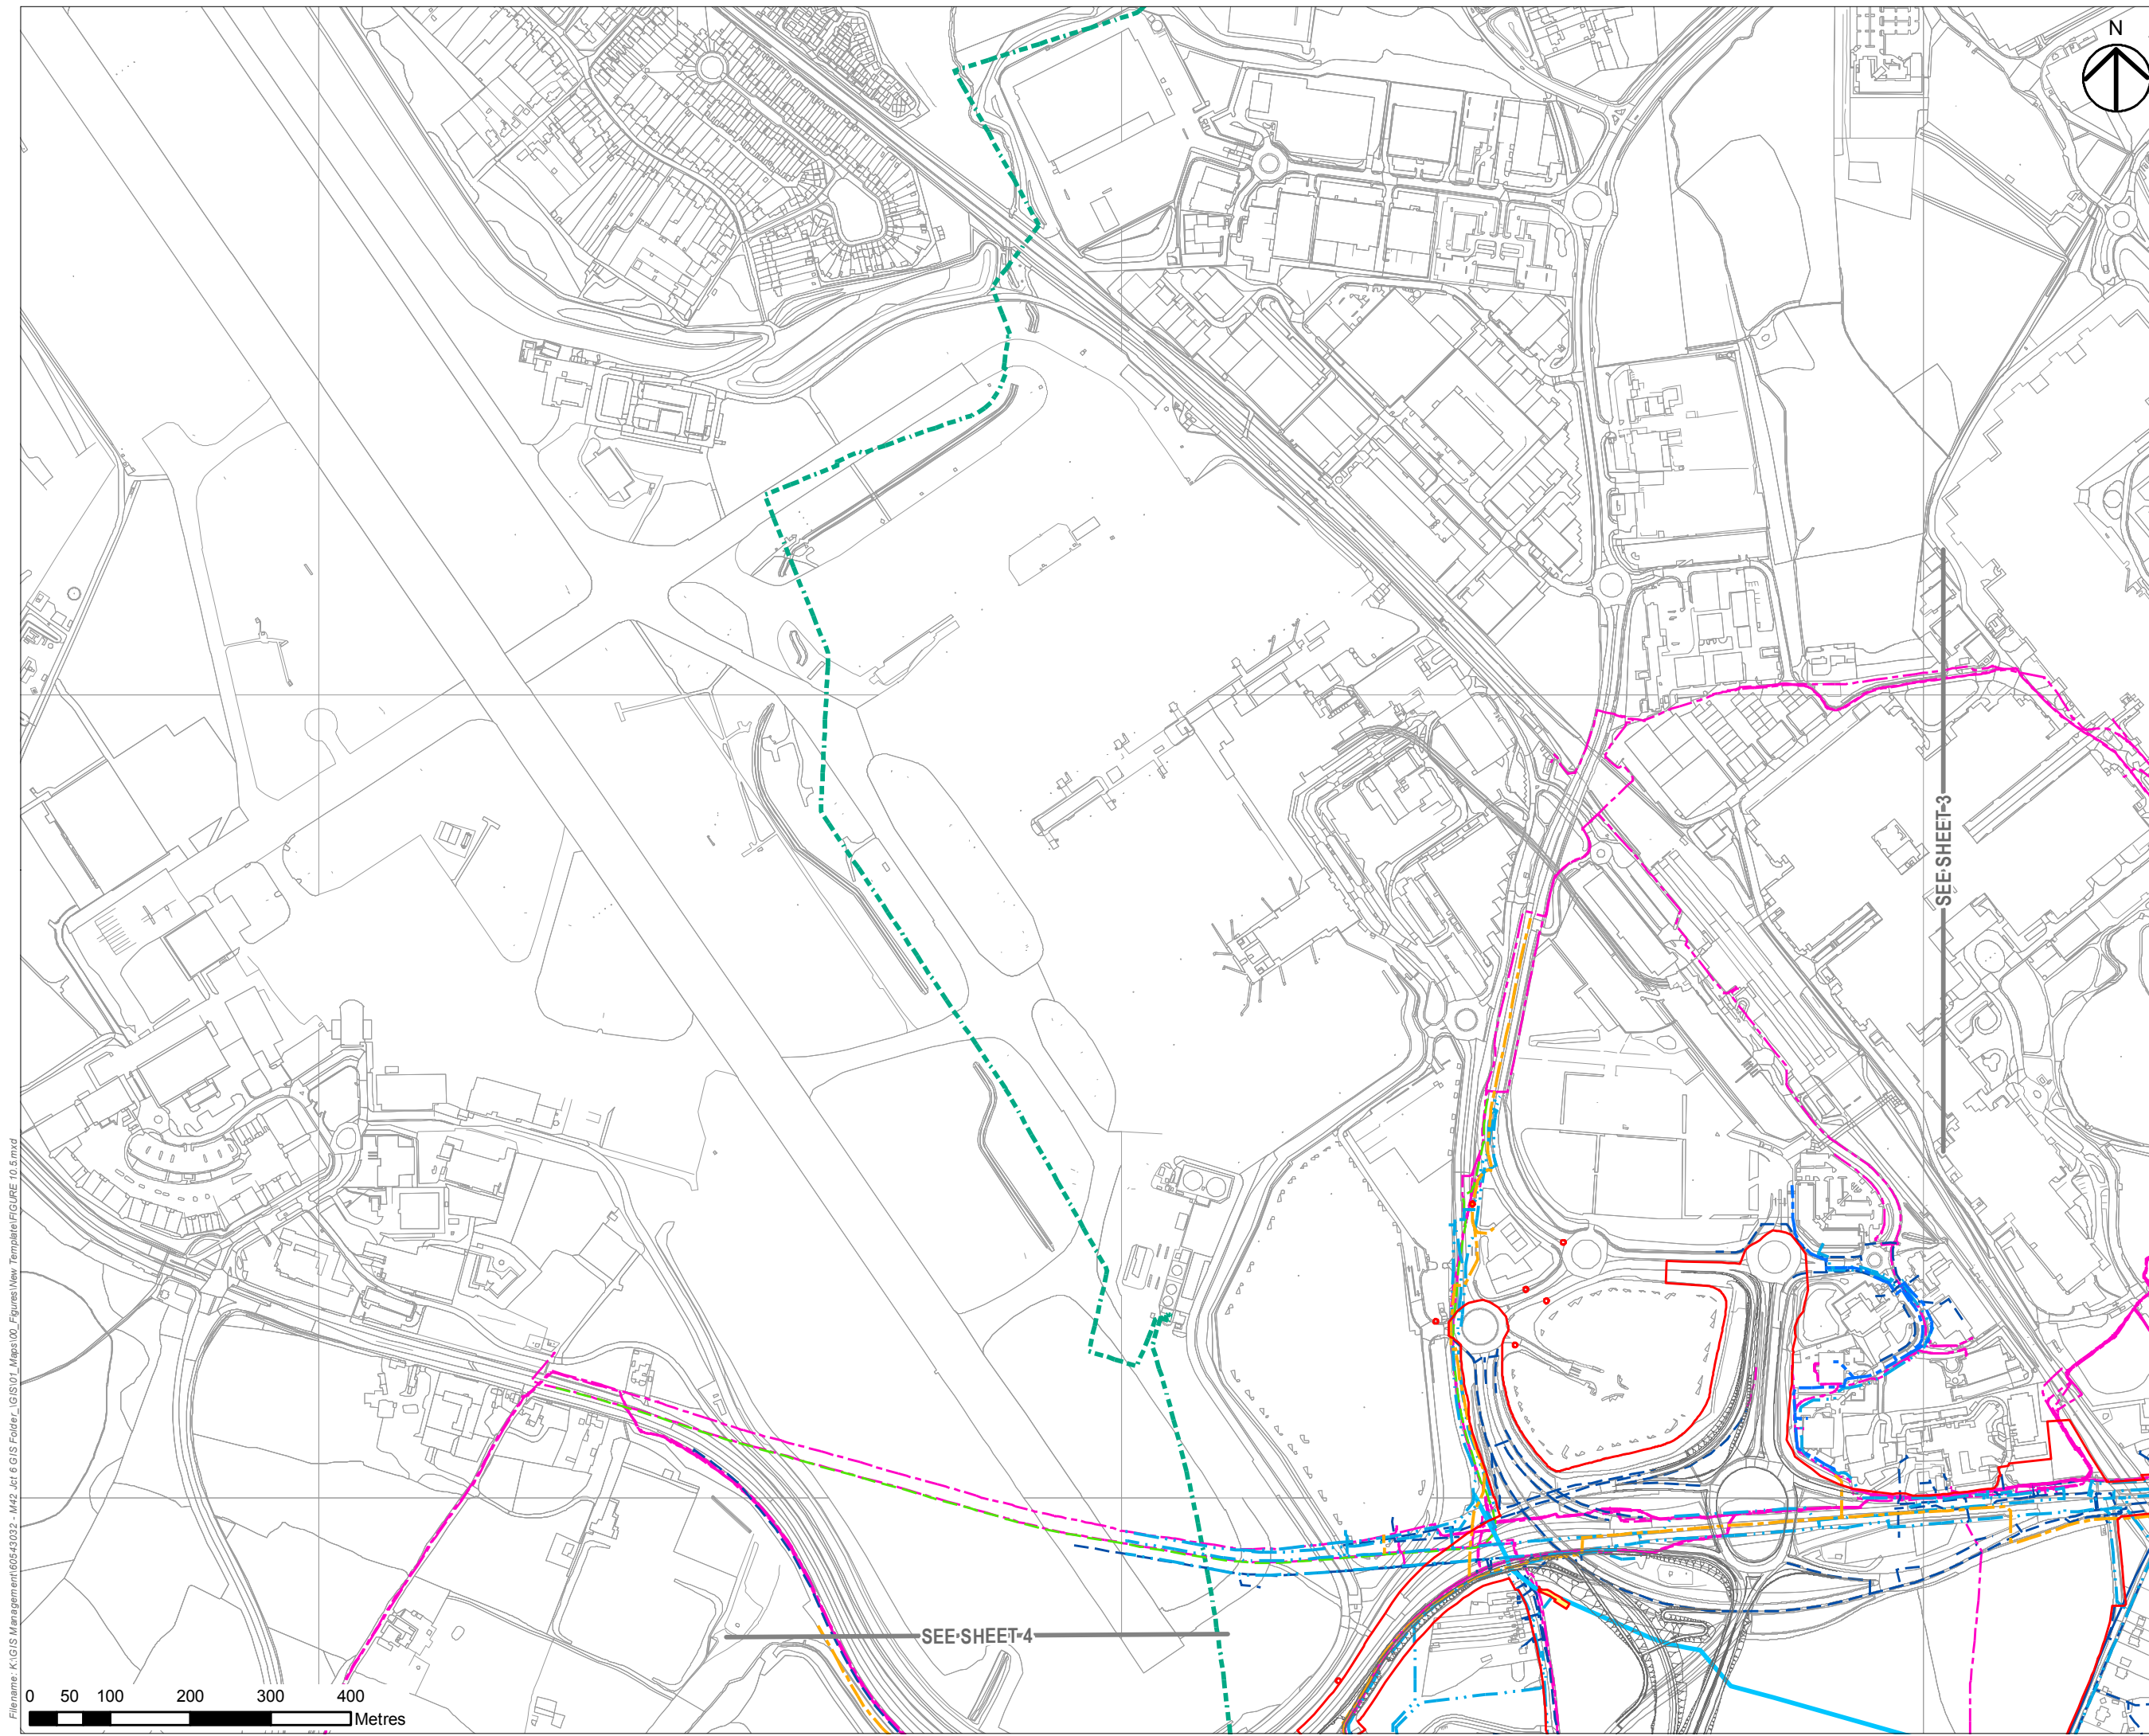 N
SEE SHEET 3
SEE SHEET 4
0 50 100 200 300 400
Metres
Filename: K:\GIS Management\60543032 - M42 Jct 6 GIS Folder_\GIS\01_Maps\00_Figures\New Template\FIGURE 10.5.mxd